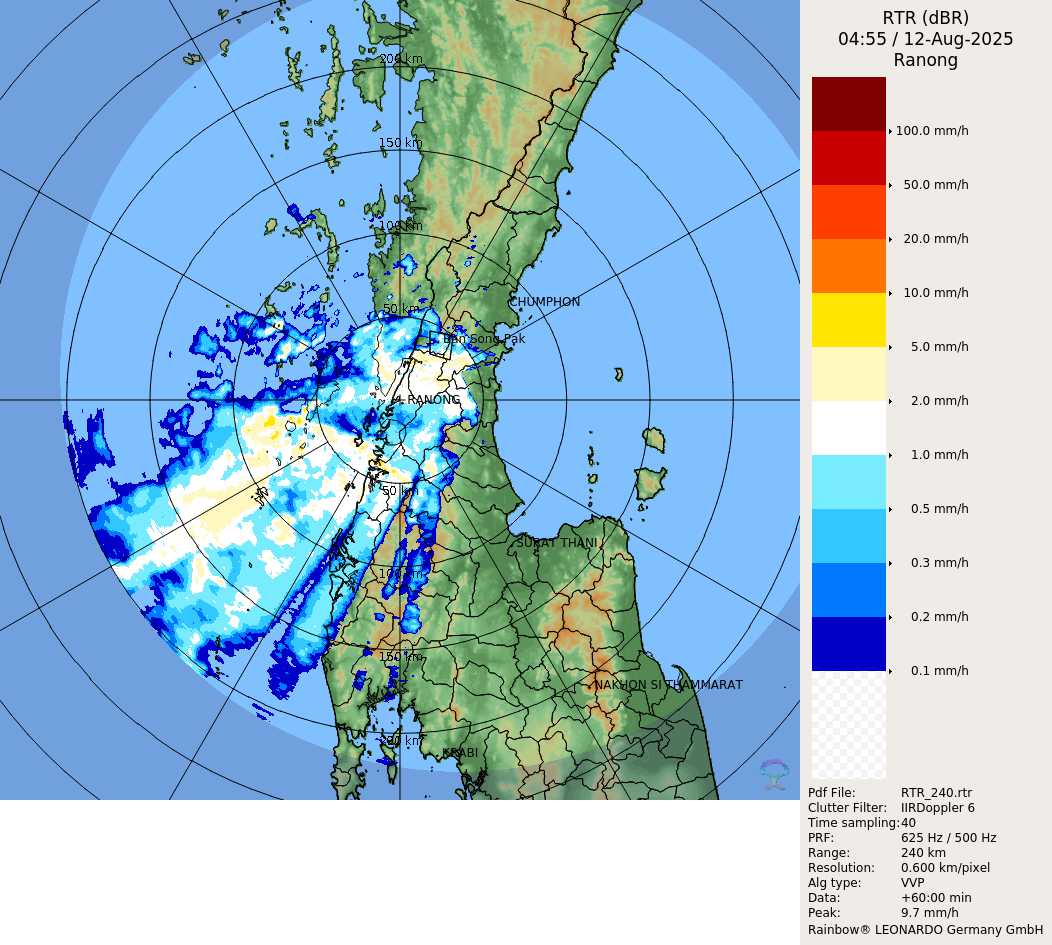 RTR (dBR)
04:55 / 12-Aug-2025
Ranong
200 km
150 km
100 km
50 km
CHUMPHON
Ban Song Pak
RANONG
50 km
SURAT THANI
100 km
150 km
NAKHON SI THAMMARAT
200 km
KRABI
100.0 mm/h
50.0 mm/h
20.0 mm/h
10.0 mm/h
5.0 mm/h
2.0 mm/h
1.0 mm/h
0.5 mm/h
0.3 mm/h
0.2 mm/h
0.1 mm/h
Pdf File: RTR_240.rtr
Clutter Filter: IIRDoppler 6
Time sampling: 40
PRF: 625 Hz / 500 Hz
Range: 240 km
Resolution: 0.600 km/pixel
Alg type: VVP
Data: +60:00 min
Peak: 9.7 mm/h
Rainbow® LEONARDO Germany GmbH